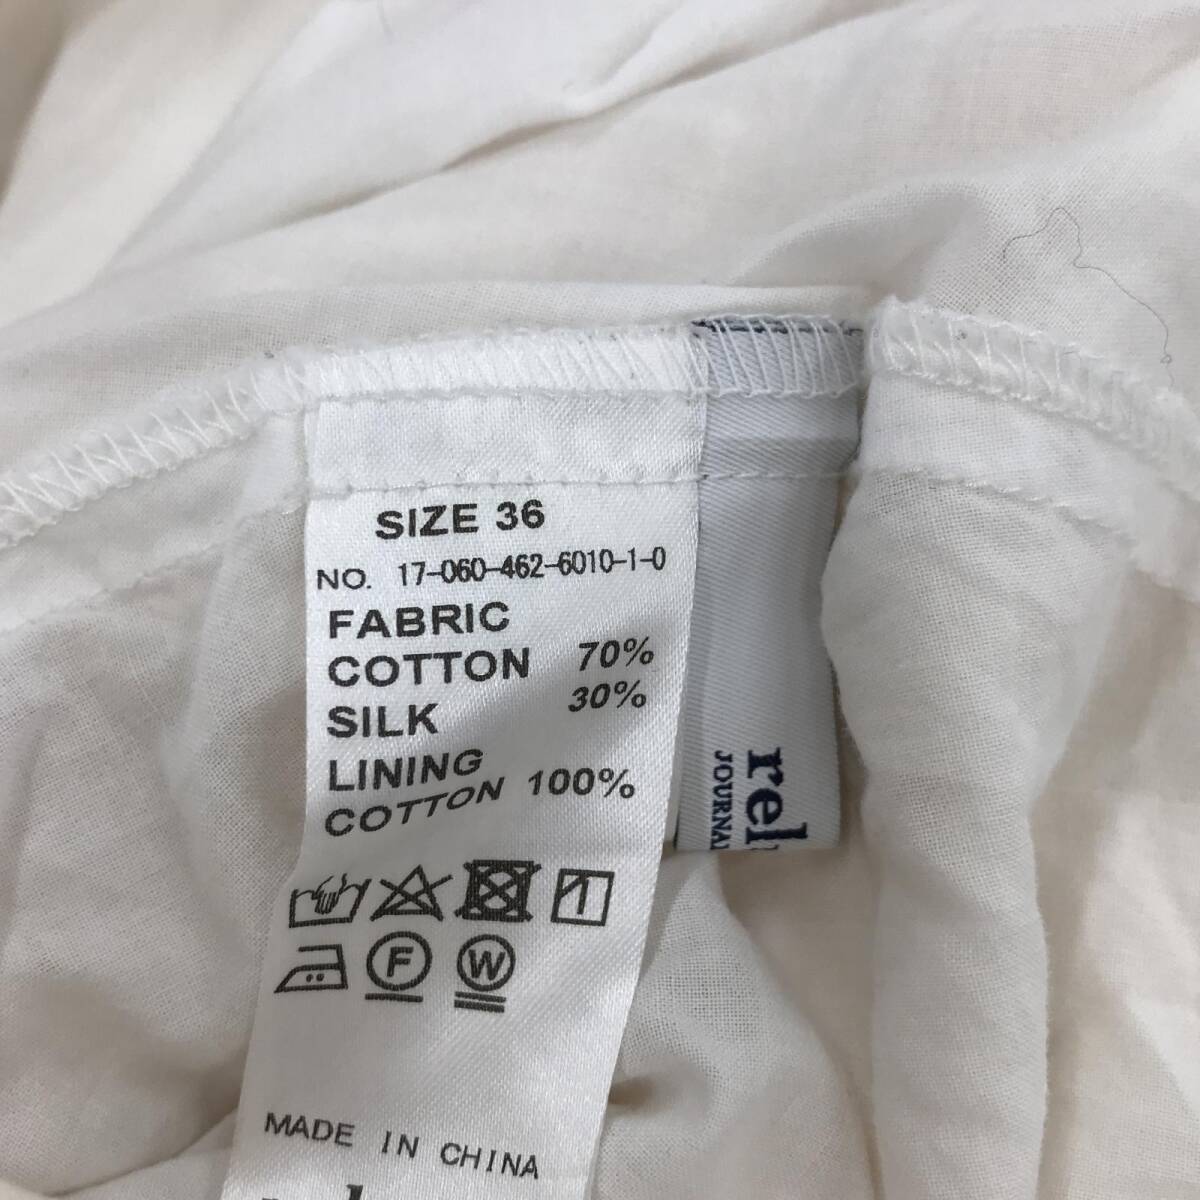 SIZE 36
NO. 17-060-462-6010-1-0
FABRIC
COTTON 70%
SILK 30%
LINING
COTTON 100%
F
W
MADE IN CHINA
rel
JOURNAL